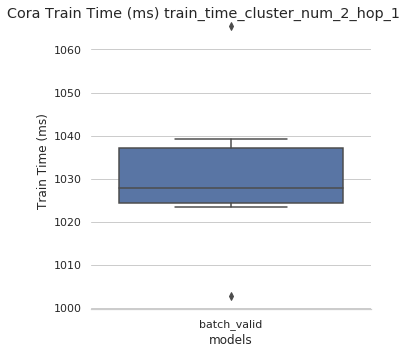 Cora Train Time (ms) train_time_cluster_num_2_hop_1
1060
1050
1040
1030
1020
1010
1000
Train Time (ms)
batch_valid
models